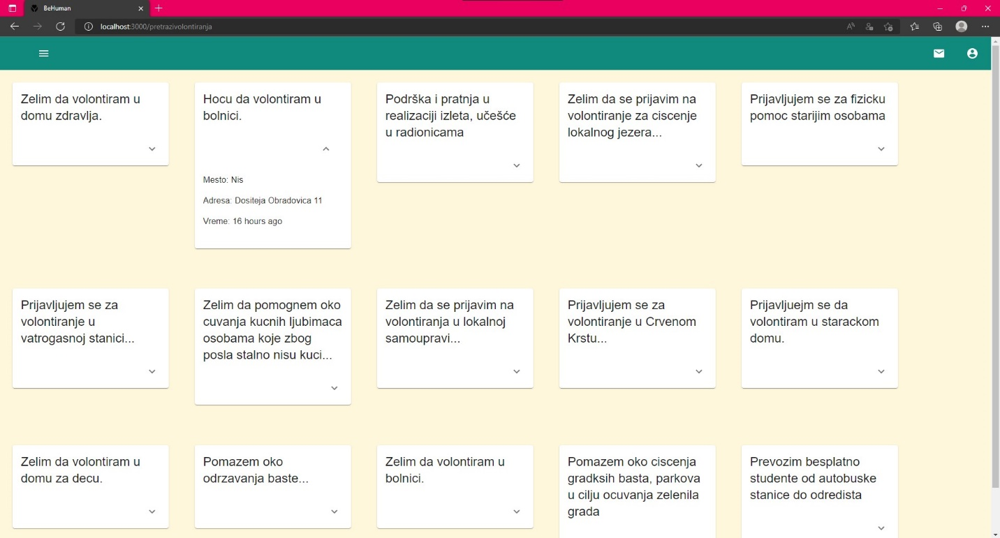 BeHuman
localhost:3000/pretrazivolontiranja
Zelim da volontiram u
domu zdravlja.
Hocu da volontiram u
bolnici.
Mesto: Nis
Adresa: Dositeja Obradovica 11
Vreme: 16 hours ago
Podrška i pratnja u
realizaciji izleta, učešće
u radionicama
Zelim da se prijavim na
volontiranje za ciscenje
lokalnog jezera...
Prijavljujem se za fizicku
pomoc starijim osobama
Prijavljujem se za
volontiranje u
vatrogasnoj stanici...
Zelim da pomognem oko
cuvanja kucnih ljubimaca
osobama koje zbog
posla stalno nisu kuci...
Zelim da se prijavim na
volontiranja u lokalnoj
samoupravi...
Prijavljujem se za
volontiranje u Crvenom
Krstu...
Prijavljuejm se da
volontiram u starackom
domu.
Zelim da volontiram u
domu za decu.
Pomazem oko
odrzavanja baste...
Zelim da volontiram u
bolnici.
Pomazem oko ciscenja
gradksih basta, parkova
u cilju ocuvanja zelenila
grada
Prevozim besplatno
studente od autobuske
stanice do odredista